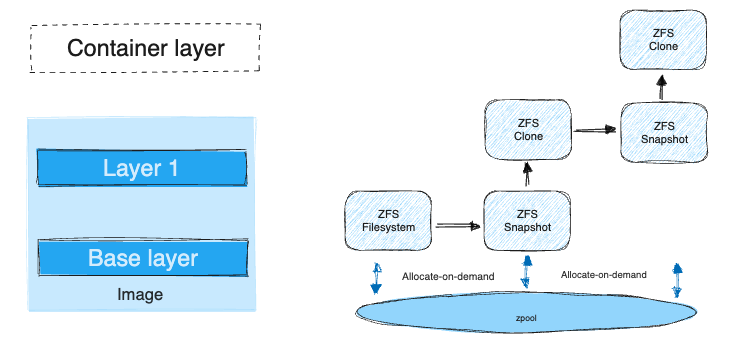 Container layer
Layer 1
Base layer
Image
ZFS
Clone
ZFS
Clone
ZFS
Snapshot
ZFS
Filesystem
ZFS
Snapshot
Allocate-on-demand
Allocate-on-demand
zpool